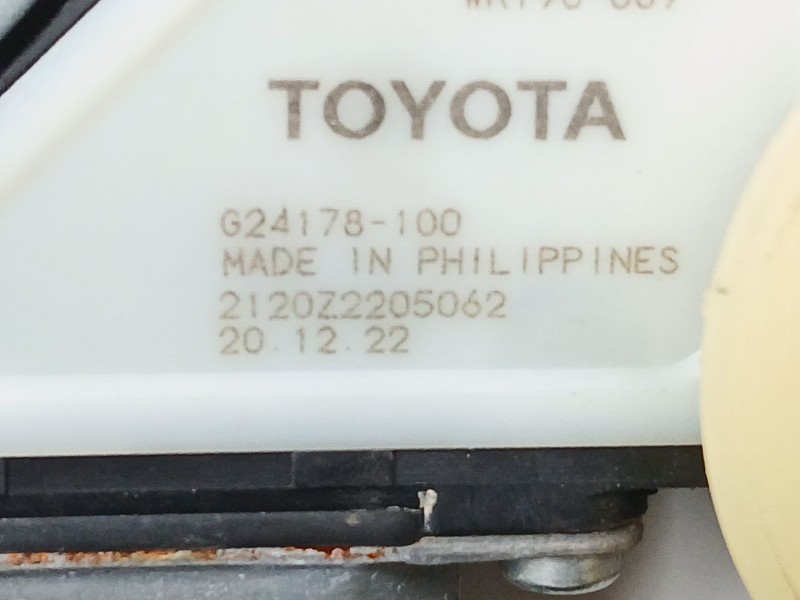 TOYOTA
G24178-100
MADE IN PHILIPPINES
2120Z2205062
20.12.22